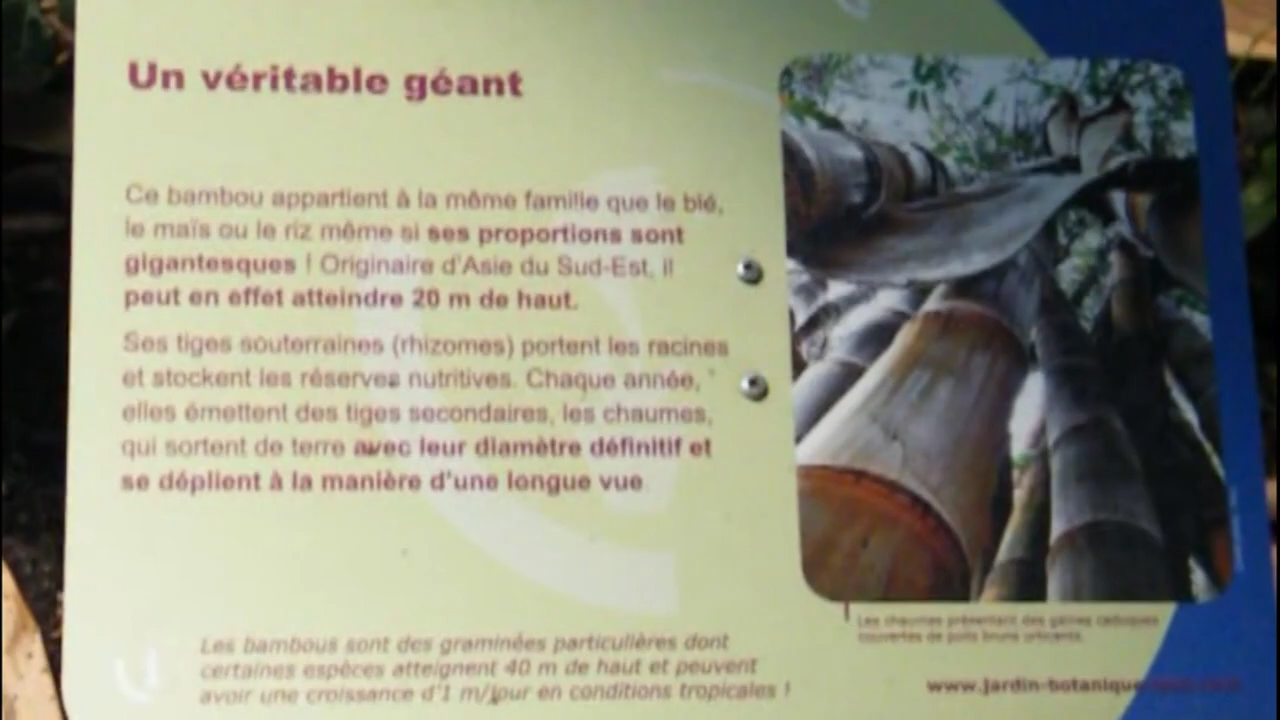 Un véritable géant
Ce bambou appartient à la même famille que le blé,
le maïs ou le riz même si ses proportions sont
gigantesques ! Originaire d'Asie du Sud-Est, il
peut en effet atteindre 20 m de haut.
Ses tiges souterraines (rhizomes) portent les racines
et stockent les réserves nutritives. Chaque année,
elles émettent des tiges secondaires, les chaumes,
qui sortent de terre avec leur diamètre définitif et
se déplient à la manière d'une longue vue.
Les chaumes présentent des gaines caduques
couvertes de poils bruns urticants.
Les bambous sont des graminées particulières dont
certaines espèces atteignent 40 m de haut et peuvent
avoir une croissance d'1 m/jour en conditions tropicales !
www.jardin-botanique